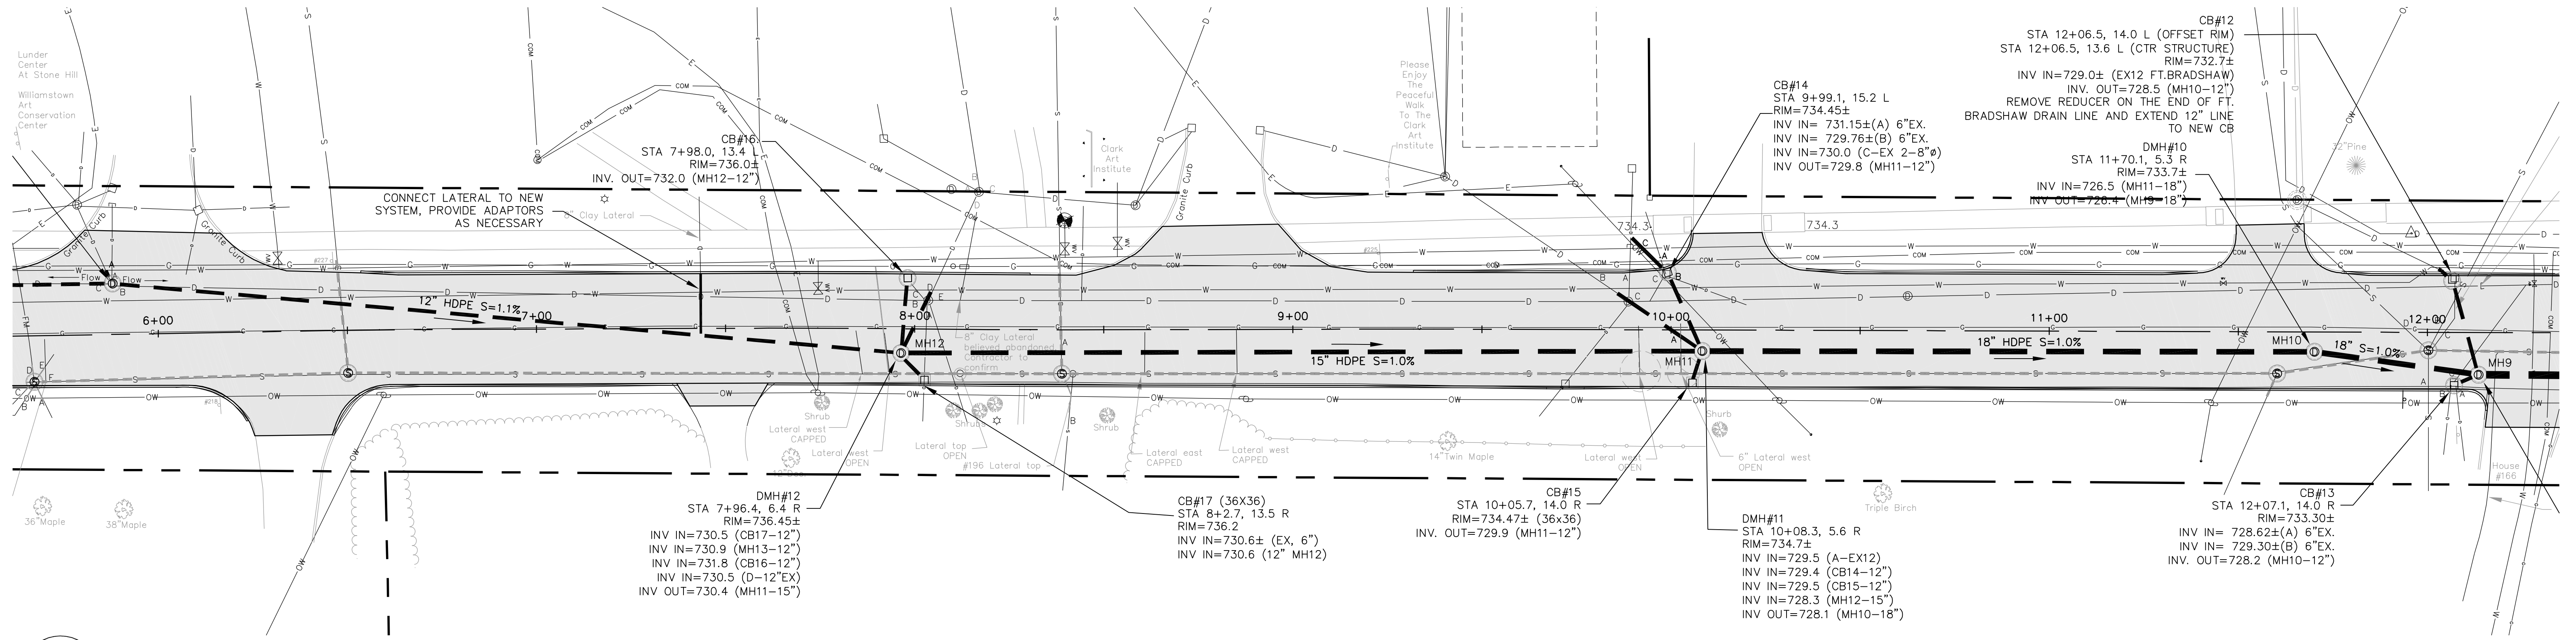 Lunder
Center
At Stone Hill
Williamstown
Art
Conservation
Center
CONNECT LATERAL TO NEW
SYSTEM, PROVIDE ADAPTORS
AS NECESSARY
CB#16
STA 7+98.0, 13.4 L
RIM=736.0±
INV. OUT=732.0 (MH12-12")
8" Clay Lateral
Granite Curb
Granite Curb
Granite Curb
Clark
Art
Institute
Please
Enjoy
The
Peaceful
Walk
To The
Clark
Art
Institute
CB#14
STA 9+99.1, 15.2 L
RIM=734.45±
INV IN= 731.15±(A) 6"EX.
INV IN= 729.76±(B) 6"EX.
INV IN=730.0 (C-EX 2-8"ø)
INV OUT=729.8 (MH11-12")
CB#12
STA 12+06.5, 14.0 L (OFFSET RIM)
STA 12+06.5, 13.6 L (CTR STRUCTURE)
RIM=732.7±
INV IN=729.0± (EX12 FT.BRADSHAW)
INV. OUT=728.5 (MH10-12")
REMOVE REDUCER ON THE END OF FT.
BRADSHAW DRAIN LINE AND EXTEND 12" LINE
TO NEW CB
DMH#10
STA 11+70.1, 5.3 R
RIM=733.7±
INV IN=726.5 (MH11-18")
INV OUT=726.4 (MH9-18")
32"Pine
734.3
734.3
#227
#225
Flow
Flow
12" HDPE S=1.1%
6+00
7+00
8+00
9+00
10+00
11+00
12+00
MH12
15" HDPE S=1.0%
MH11
18" HDPE S=1.0%
MH10
18" S=1.0%
MH9
8" Clay Lateral
believed abandoned
Contractor to
confirm
#218
Shrub
Lateral west
CAPPED
Lateral west
OPEN
Lateral top
OPEN
Shrubs
#196 Lateral top
Shrub
Lateral east
CAPPED
Lateral west
CAPPED
14"Twin Maple
Lateral west
OPEN
Shurb
6" Lateral west
OPEN
Triple Birch
House
#166
36"Maple
38"Maple
DMH#12
STA 7+96.4, 6.4 R
RIM=736.45±
INV IN=730.5 (CB17-12")
INV IN=730.9 (MH13-12")
INV IN=731.8 (CB16-12")
INV IN=730.5 (D-12"EX)
INV OUT=730.4 (MH11-15")
CB#17 (36X36)
STA 8+2.7, 13.5 R
RIM=736.2
INV IN=730.6± (EX, 6")
INV IN=730.6 (12" MH12)
CB#15
STA 10+05.7, 14.0 R
RIM=734.47± (36x36)
INV. OUT=729.9 (MH11-12")
DMH#11
STA 10+08.3, 5.6 R
RIM=734.7±
INV IN=729.5 (A-EX12)
INV IN=729.4 (CB14-12")
INV IN=729.5 (CB15-12")
INV IN=728.3 (MH12-15")
INV OUT=728.1 (MH10-18")
CB#13
STA 12+07.1, 14.0 R
RIM=733.30±
INV IN= 728.62±(A) 6"EX.
INV IN= 729.30±(B) 6"EX.
INV. OUT=728.2 (MH10-12")